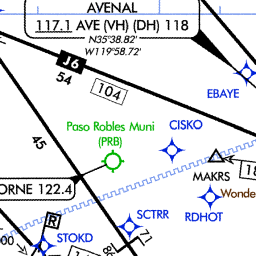 AVENAL
117.1 AVE (VH) (DH) 118
N35°38.82'
W119°58.72'
J6
54
104
EBAYE
45
Paso Robles Muni
(PRB)
CISKO
MAKRS
ORNE 122.4
Wonde
RDHOT
SCTRR
R
STOKD
71